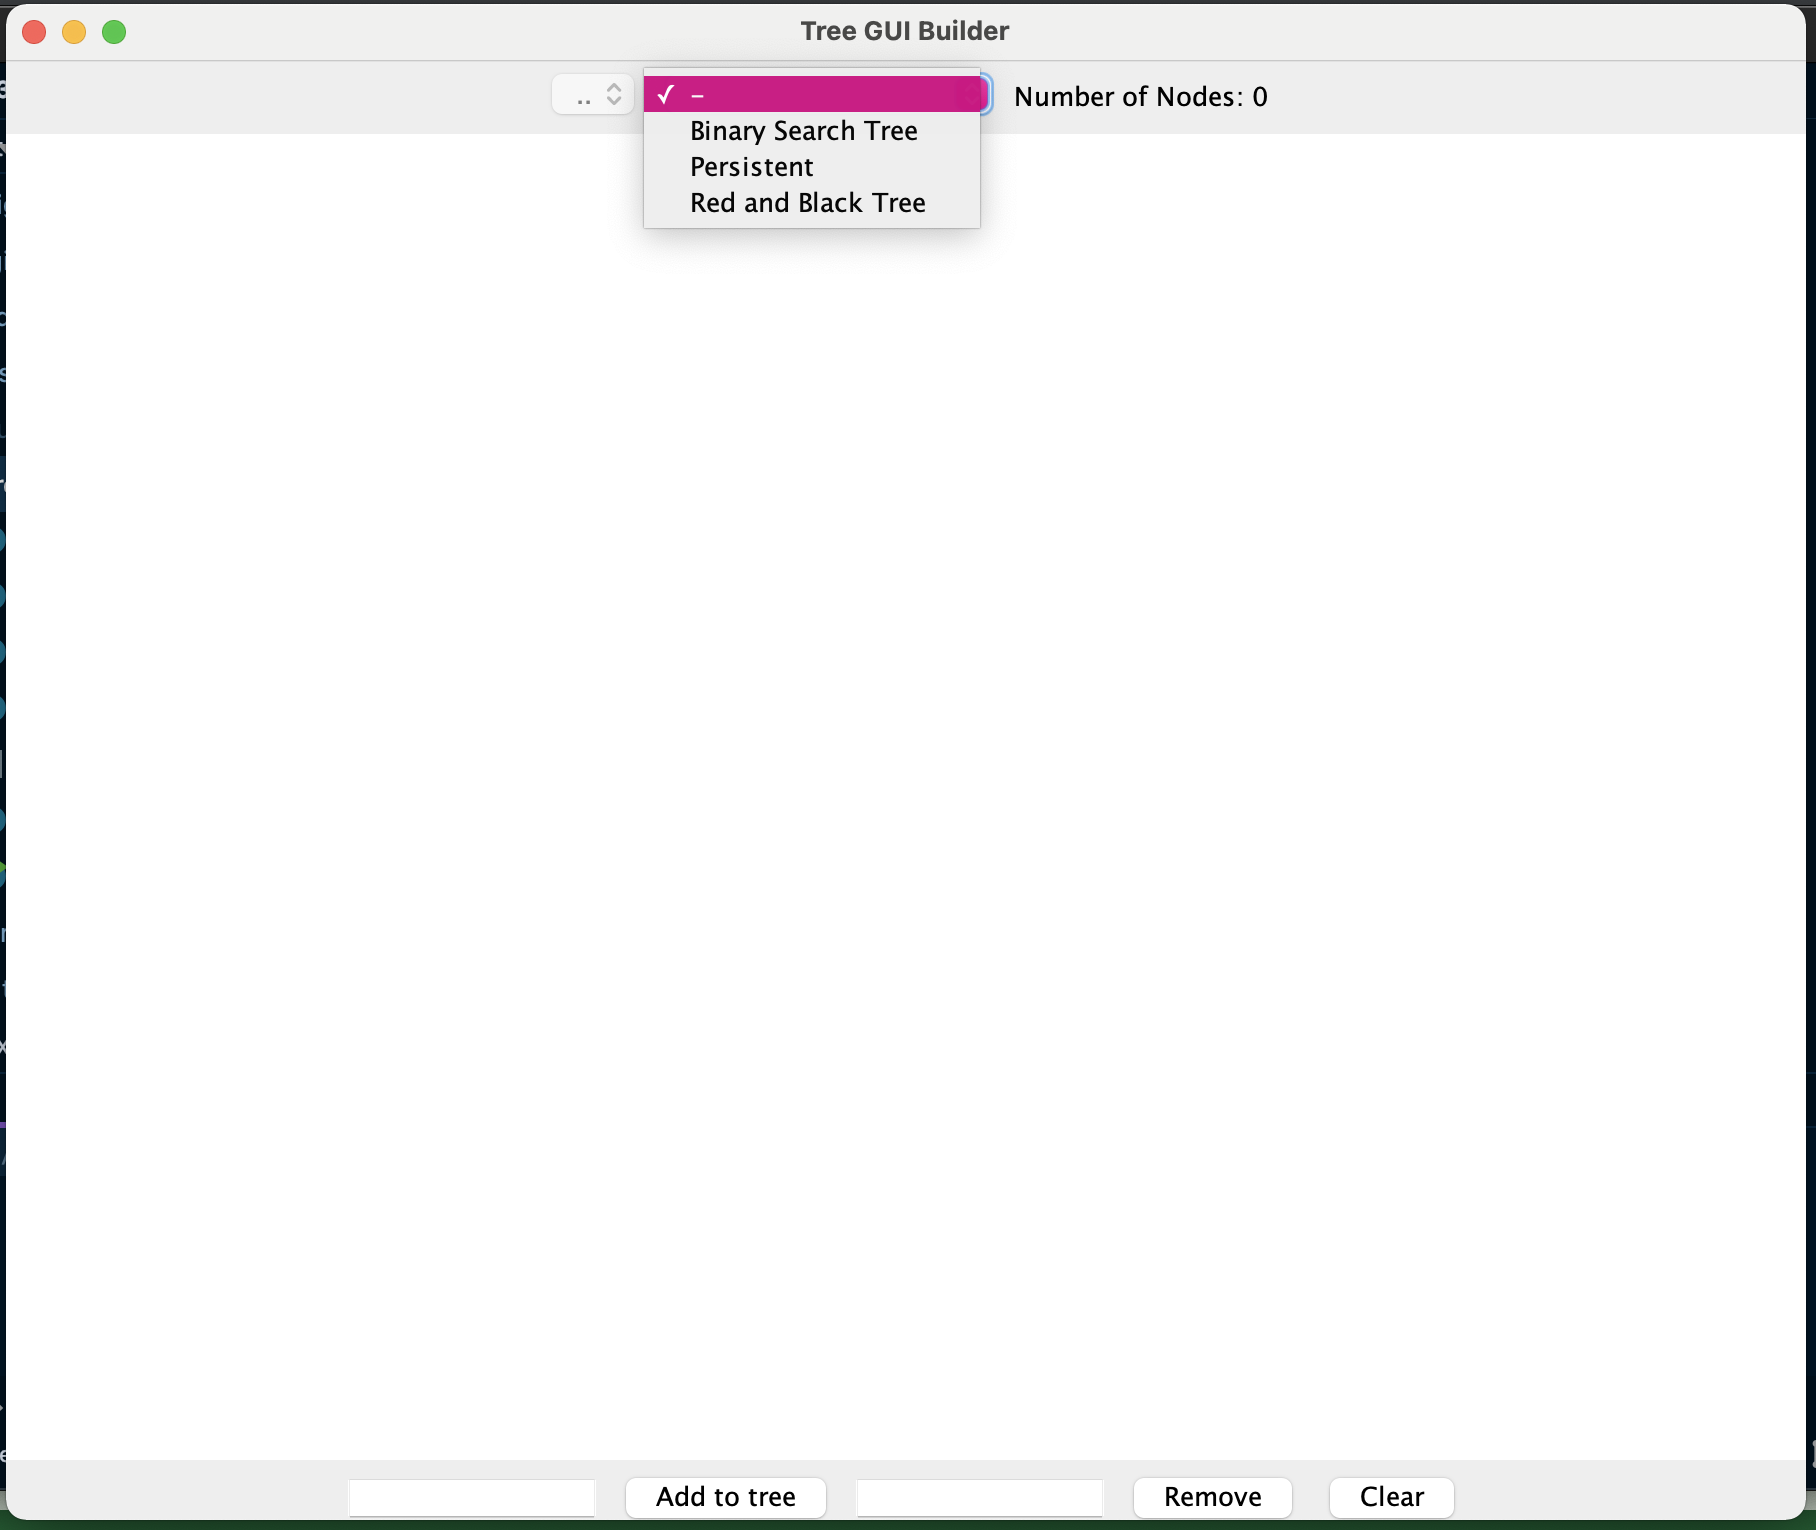 Tree GUI Builder
..
–
Number of Nodes: 0
Binary Search Tree
Persistent
Red and Black Tree
Add to tree
Remove
Clear